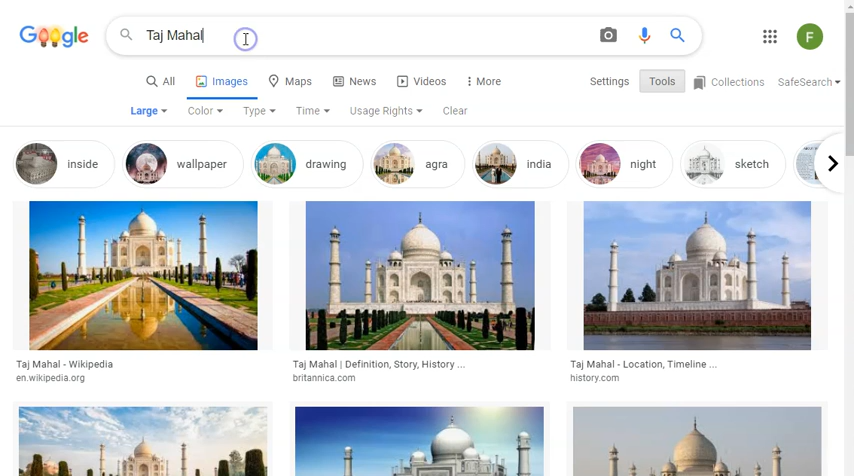 Google
Taj Mahal
F
All Images Maps News Videos More Settings Tools Collections SafeSearch
Large Color Type Time Usage Rights Clear
inside wallpaper drawing agra india night sketch
Taj Mahal - Wikipedia
en.wikipedia.org
Taj Mahal | Definition, Story, History ...
britannica.com
Taj Mahal - Location, Timeline ...
history.com